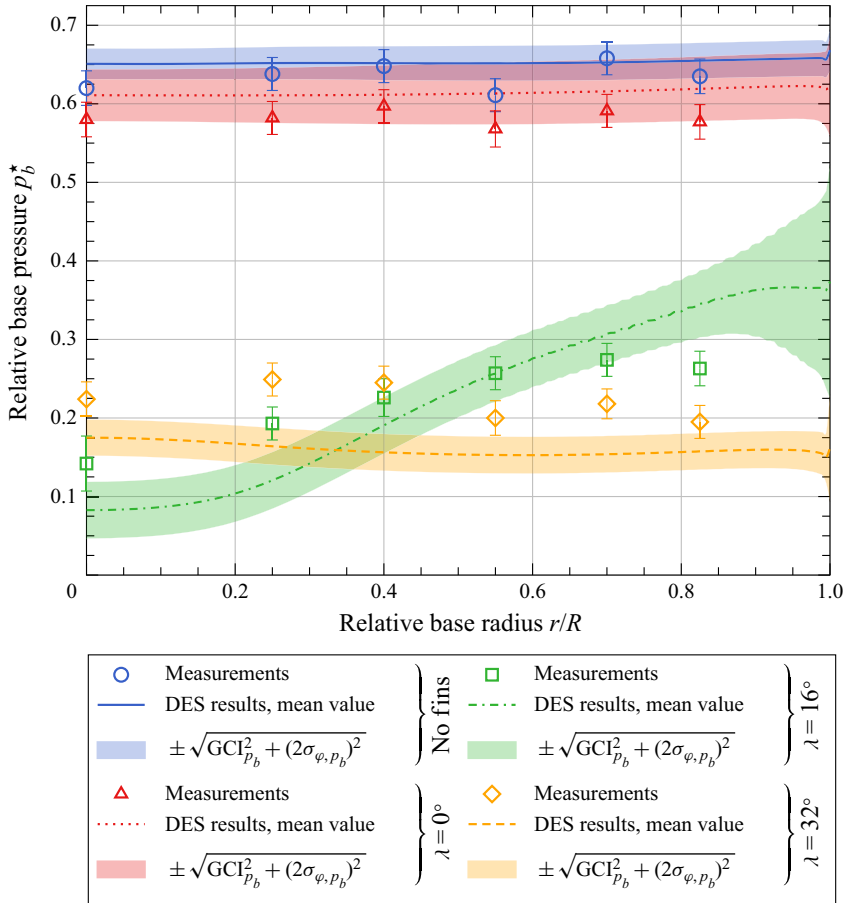 0.7
0.6
0.5
0.4
0.3
0.2
0.1
0 0.2 0.4 0.6 0.8 1.0
Relative base pressure p_b^⋆
Relative base radius r/R
Measurements
DES results, mean value
± √GCI²_{p_b} + (2σ_{φ, p_b})²
No fins
Measurements
DES results, mean value
± √GCI²_{p_b} + (2σ_{φ, p_b})²
λ = 16°
Measurements
DES results, mean value
± √GCI²_{p_b} + (2σ_{φ, p_b})²
λ = 0°
Measurements
DES results, mean value
± √GCI²_{p_b} + (2σ_{φ, p_b})²
λ = 32°